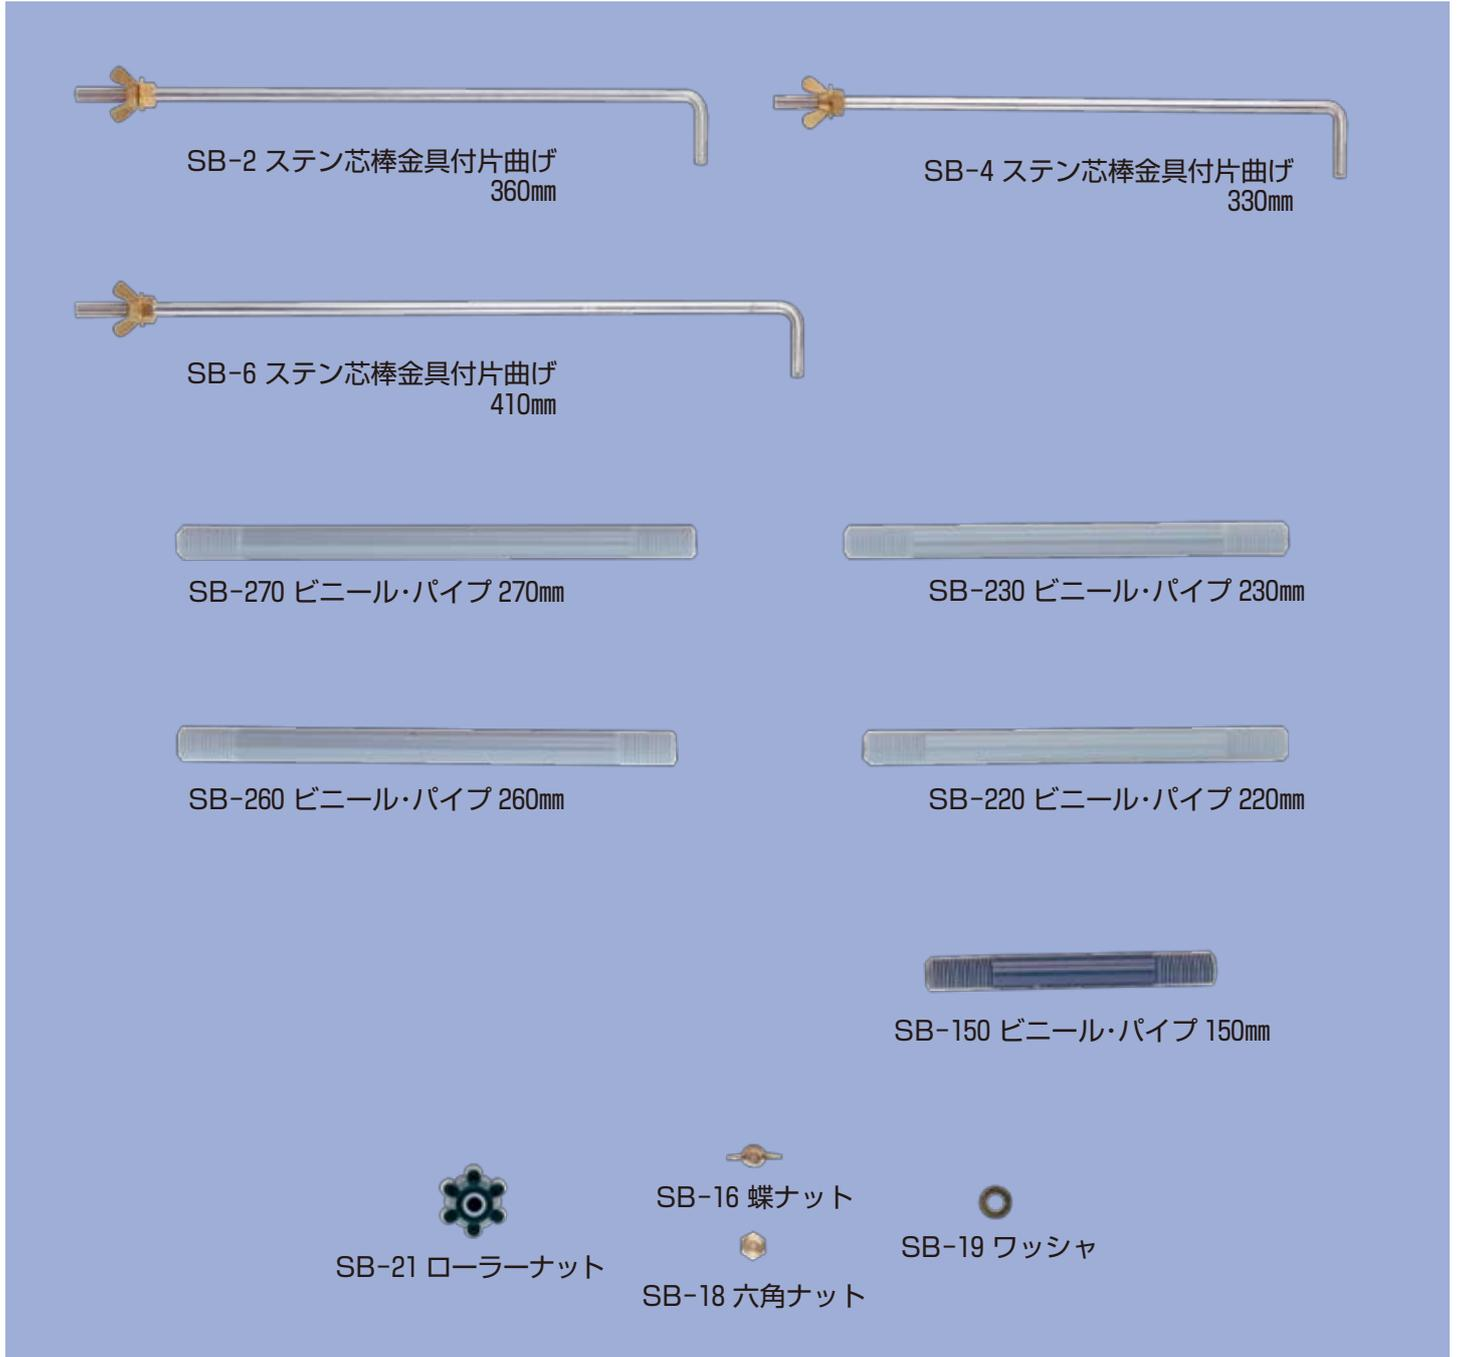 SB-2 ステン芯棒金具付片曲げ
360㎜
SB-4 ステン芯棒金具付片曲げ
330㎜
SB-6 ステン芯棒金具付片曲げ
410㎜
SB-270 ビニール・パイプ 270㎜
SB-230 ビニール・パイプ 230㎜
SB-260 ビニール・パイプ 260㎜
SB-220 ビニール・パイプ 220㎜
SB-150 ビニール・パイプ 150㎜
SB-16 蝶ナット
SB-21 ローラーナット
SB-19 ワッシャ
SB-18 六角ナット